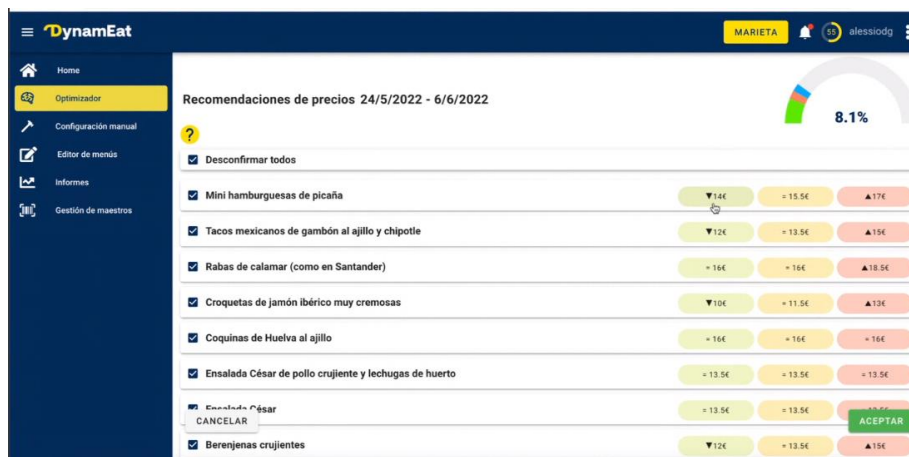 DynamEat
MARIETA
55
alessiodg
Home
Optimizador
Configuración manual
Editor de menús
Informes
Gestión de maestros
Recomendaciones de precios 24/5/2022 - 6/6/2022
8.1%
?
Desconfirmar todos
Mini hamburguesas de picaña ▼14€ = 15.5€ ▲17€
Tacos mexicanos de gambón al ajillo y chipotle ▼12€ = 13.5€ ▲15€
Rabas de calamar (como en Santander) = 16€ = 16€ ▲18.5€
Croquetas de jamón ibérico muy cremosas ▼10€ = 11.5€ ▲13€
Coquinas de Huelva al ajillo = 16€ = 16€ = 16€
Ensalada César de pollo crujiente y lechugas de huerto = 13.5€ = 13.5€ = 13.5€
Ensalada César = 13.5€ = 13.5€
CANCELAR ACEPTAR
Berenjenas crujientes ▼12€ = 13.5€ ▲15€